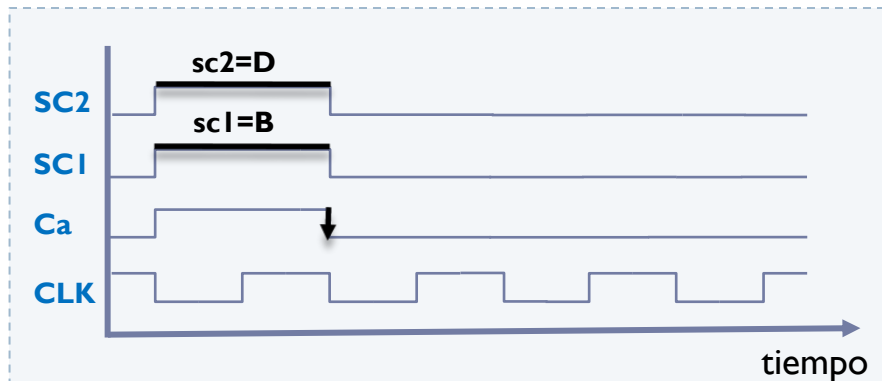 sc2=D
SC2
sc1=B
SC1
Ca
CLK
tiempo